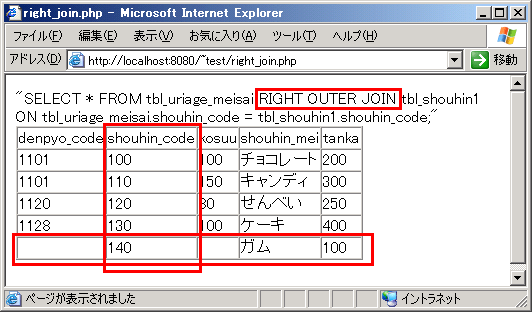 right_join.php - Microsoft Internet Explorer
ファイル(F) 編集(E) 表示(V) お気に入り(A) ツール(T) ヘルプ(H)
アドレス(D) http://localhost:8080/~test/right_join.php 移動
"SELECT * FROM tbl_uriage_meisai RIGHT OUTER JOIN tbl_shouhin1
ON tbl_uriage_meisai.shouhin_code = tbl_shouhin1.shouhin_code;"
denpyo_code shouhin_code kosuu shouhin_mei tanka
1101 100 100 チョコレート 200
1101 110 150 キャンディ 300
1120 120 80 せんべい 250
1128 130 100 ケーキ 400
140 ガム 100
ページが表示されました イントラネット